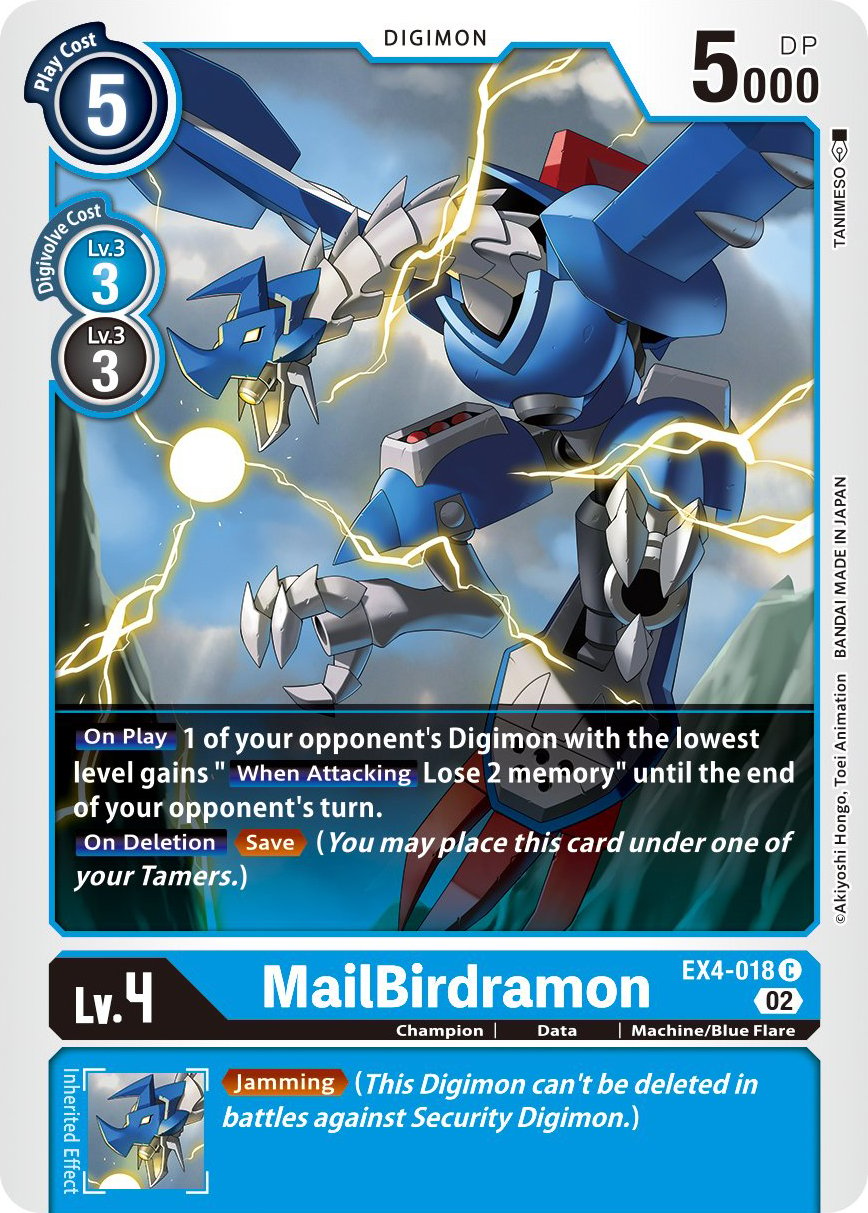 DIGIMON
Play Cost
5
DP
5000
Digivolve Cost
Lv.3
3
Lv.3
3
TANIMESO
BANDAI MADE IN JAPAN
©Akiyoshi Hongo, Toei Animation
On Play 1 of your opponent's Digimon with the lowest
level gains " When Attacking Lose 2 memory" until the end
of your opponent's turn.
On Deletion Save (You may place this card under one of
your Tamers.)
Lv.4
MailBirdramon
EX4-018 C
02
Champion | Data | Machine/Blue Flare
Inherited Effect
Jamming (This Digimon can't be deleted in
battles against Security Digimon.)